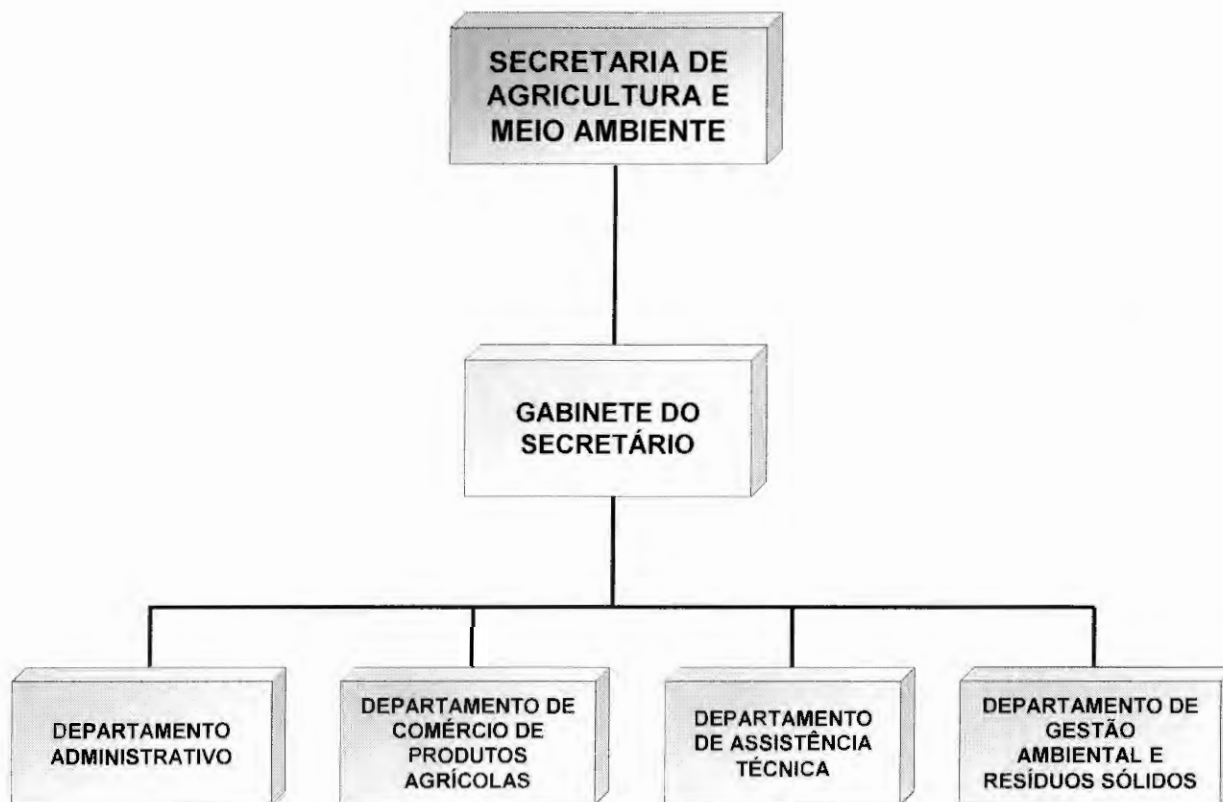 SECRETARIA DE
AGRICULTURA E
MEIO AMBIENTE
GABINETE DO
SECRETÁRIO
DEPARTAMENTO
ADMINISTRATIVO
DEPARTAMENTO DE
COMÉRCIO DE
PRODUTOS
AGRÍCOLAS
DEPARTAMENTO
DE ASSISTÊNCIA
TÉCNICA
DEPARTAMENTO DE
GESTÃO
AMBIENTAL E
RESÍDUOS SÓLIDOS